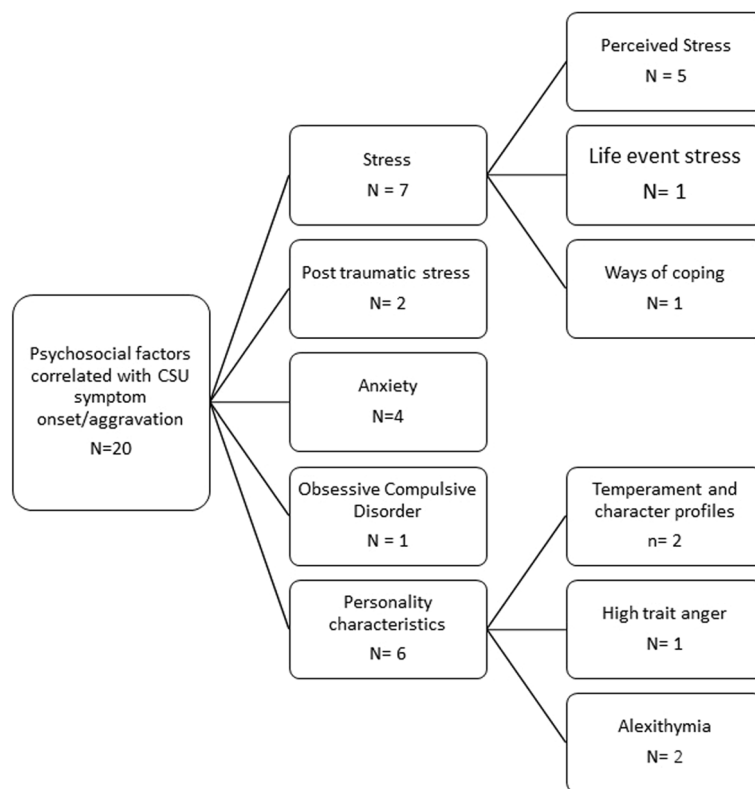 Psychosocial factors
correlated with CSU
symptom
onset/aggravation
N=20
Stress
N = 7
Post traumatic stress
N= 2
Anxiety
N=4
Obsessive Compulsive
Disorder
N = 1
Personality
characteristics
N= 6
Perceived Stress
N = 5
Life event stress
N= 1
Ways of coping
N= 1
Temperament and
character profiles
n= 2
High trait anger
N= 1
Alexithymia
N= 2